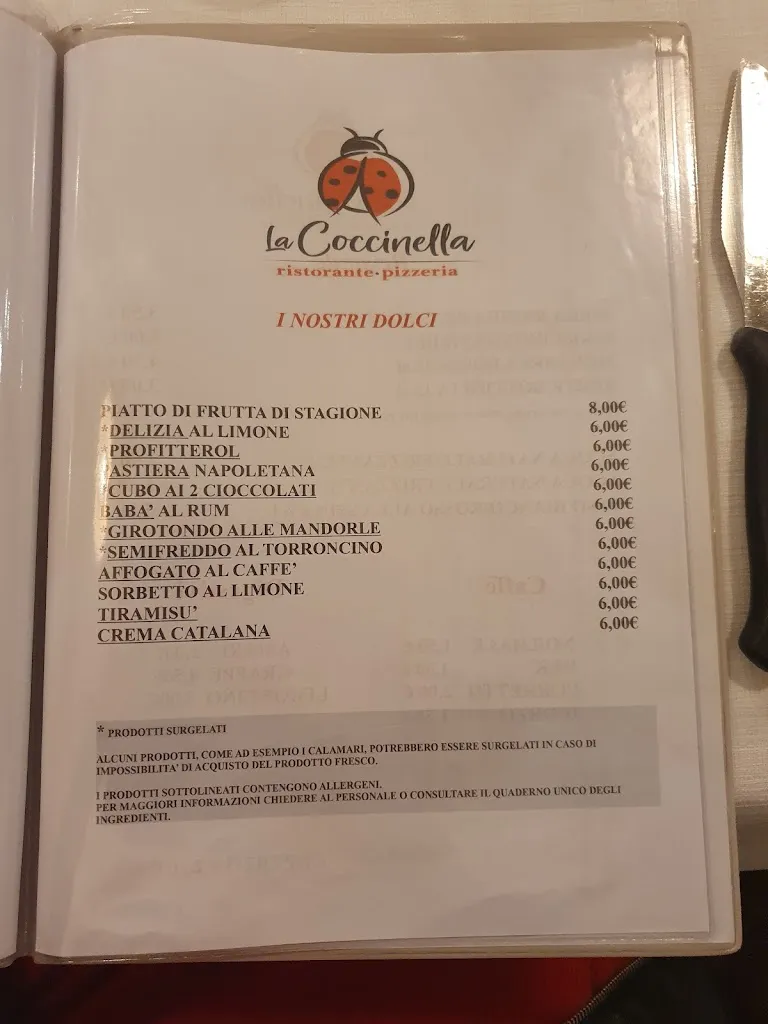 La Coccinella
ristorante·pizzeria
I NOSTRI DOLCI
PIATTO DI FRUTTA DI STAGIONE 8,00€
*DELIZIA AL LIMONE 6,00€
*PROFITTEROL 6,00€
PASTIERA NAPOLETANA 6,00€
*CUBO AI 2 CIOCCOLATI 6,00€
BABA' AL RUM 6,00€
*GIROTONDO ALLE MANDORLE 6,00€
*SEMIFREDDO AL TORRONCINO 6,00€
AFFOGATO AL CAFFE' 6,00€
SORBETTO AL LIMONE 6,00€
TIRAMISU' 6,00€
CREMA CATALANA 6,00€
* PRODOTTI SURGELATI
ALCUNI PRODOTTI, COME AD ESEMPIO I CALAMARI, POTREBBERO ESSERE SURGELATI IN CASO DI
IMPOSSIBILITA' DI ACQUISTO DEL PRODOTTO FRESCO.
I PRODOTTI SOTTOLINEATI CONTENGONO ALLERGENI.
PER MAGGIORI INFORMAZIONI CHIEDERE AL PERSONALE O CONSULTARE IL QUADERNO UNICO DEGLI
INGREDIENTI.